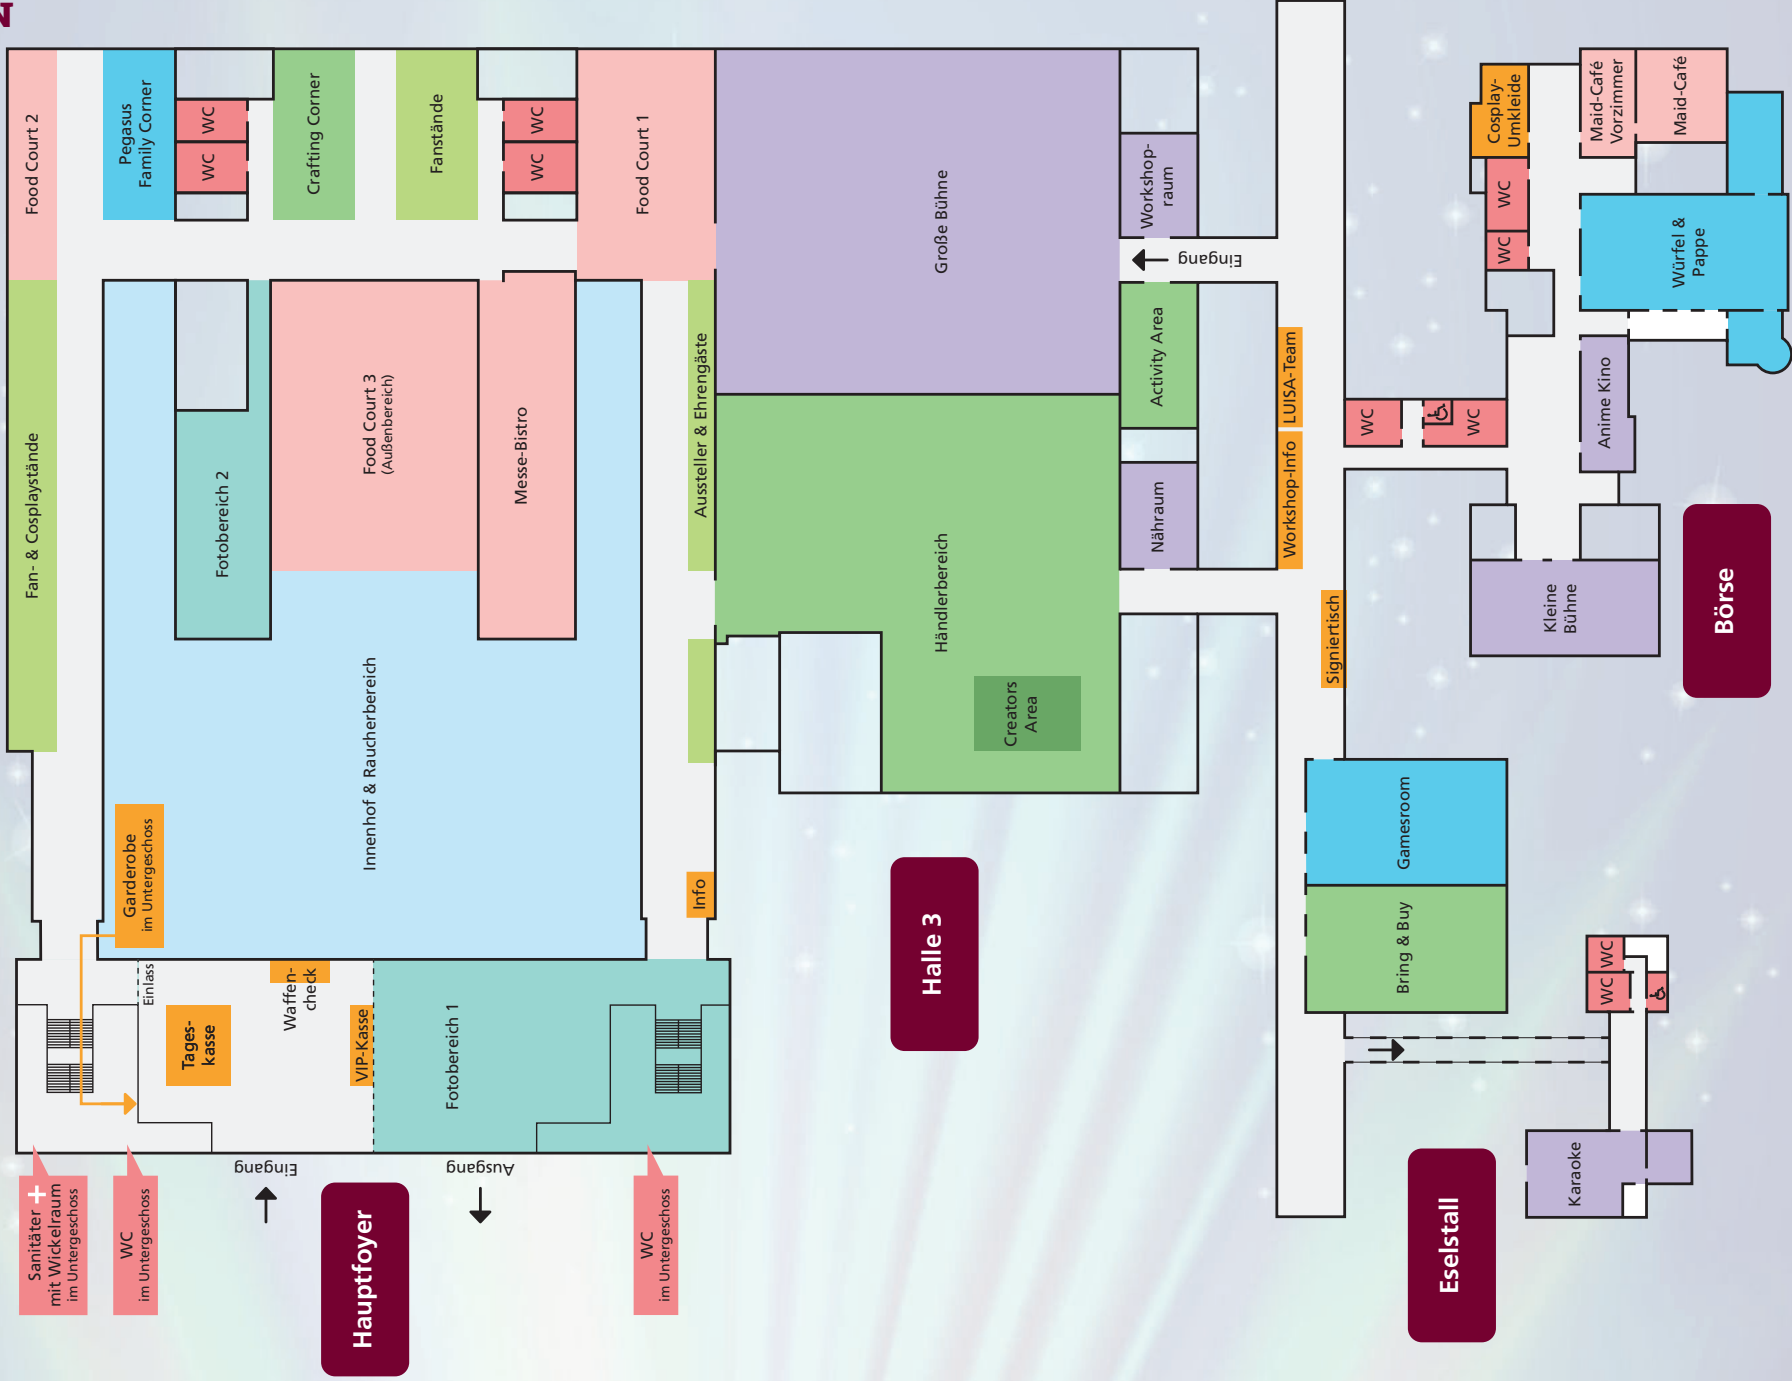 N
Food Court 2
Pegasus
Family Corner
WC
WC
Crafting Corner
Fanstände
WC
WC
Food Court 1
Große Bühne
Workshop-
raum
Eingang
Activity Area
Nähraum
LUISA-Team
Workshop-Info
Signiertisch
Fan- & Cosplaystände
Fotobereich 2
Food Court 3
(Außenbereich)
Messe-Bistro
Aussteller & Ehrengäste
Händlerbereich
Creators
Area
Innenhof & Raucherbereich
Garderobe
im Untergeschoss
Info
Einlass
Tages-
kasse
Waffen-
check
VIP-Kasse
Fotobereich 1
Eingang
Ausgang
Sanitäter
mit Wickelraum
im Untergeschoss
WC
im Untergeschoss
WC
im Untergeschoss
Hauptfoyer
Halle 3
Cosplay-
Umkleide
WC
WC
Maid-Café
Vorzimmer
Maid-Café
Würfel &
Pappe
Anime Kino
WC
WC
Kleine
Bühne
Börse
Gamesroom
Bring & Buy
WC
WC
Karaoke
Eselstall